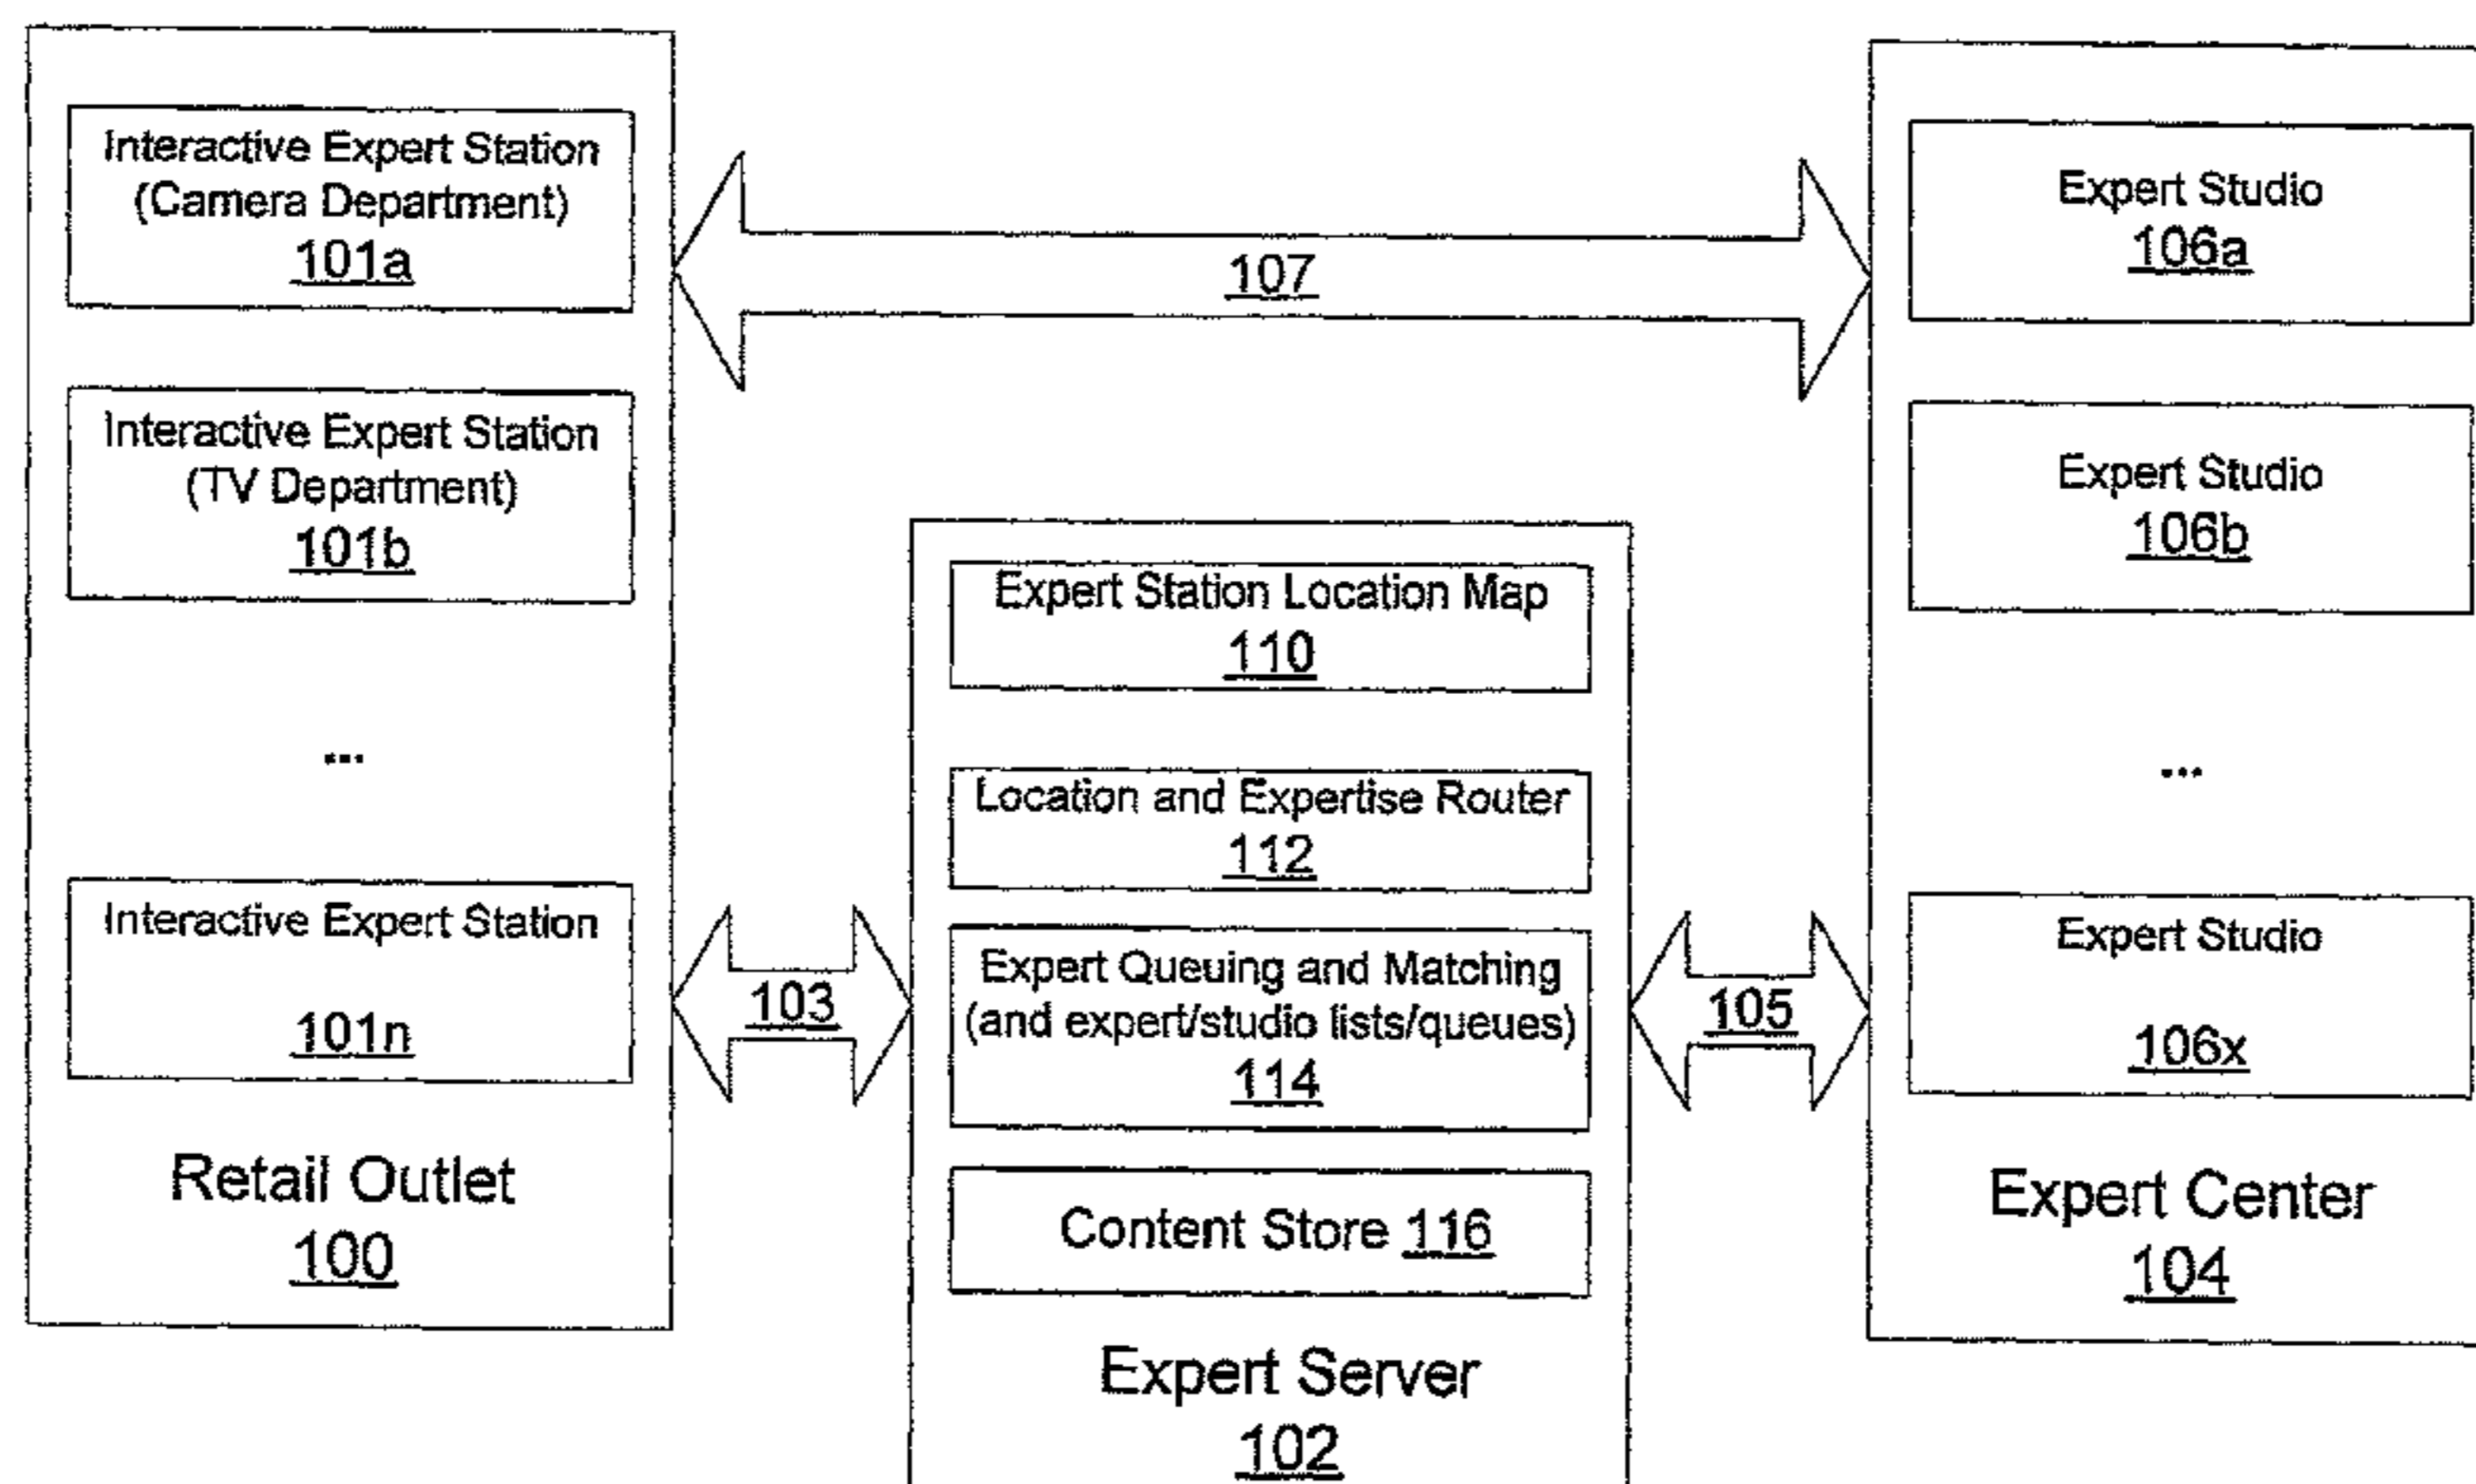 Interactive Expert Station
(Camera Department)
101a
Interactive Expert Station
(TV Department)
101b
...
Interactive Expert Station
101n
Retail Outlet
100
107
103
Expert Station Location Map
110
Location and Expertise Router
112
Expert Queuing and Matching
(and expert/studio lists/queues)
114
Content Store 116
Expert Server
102
105
Expert Studio
106a
Expert Studio
106b
...
Expert Studio
106x
Expert Center
104